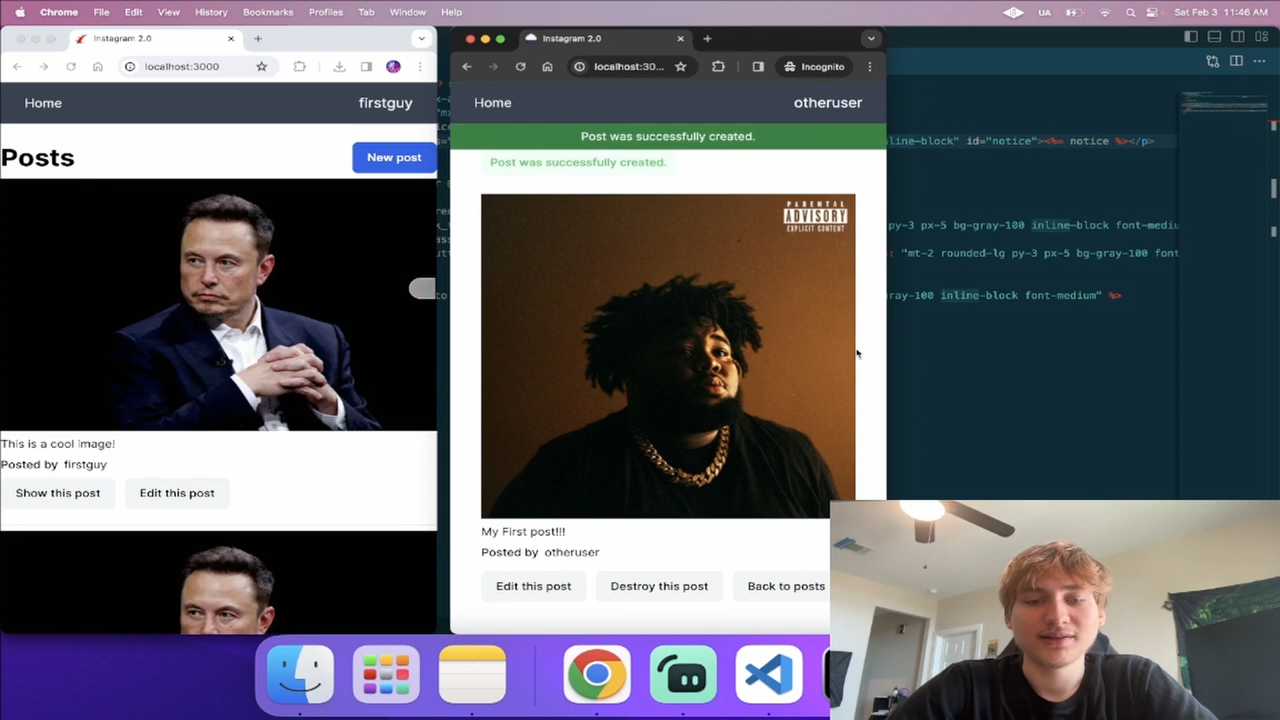 Chrome File Edit View History Bookmarks Profiles Tab Window Help
UA
Sat Feb 3 11:46 AM
Instagram 2.0
localhost:3000
Home
firstguy
Posts
New post
This is a cool image!
Posted by firstguy
Show this post
Edit this post
Instagram 2.0
localhost:30...
Incognito
Home
otheruser
Post was successfully created.
Post was successfully created.
PARENTAL
ADVISORY
EXPLICIT CONTENT
My First post!!!
Posted by otheruser
Edit this post
Destroy this post
Back to posts
line-block" id="notice"><%= notice %></p>
py-3 px-5 bg-gray-100 inline-block font-mediu
: "mt-2 rounded-lg py-3 px-5 bg-gray-100 font
ray-100 inline-block font-medium" %>